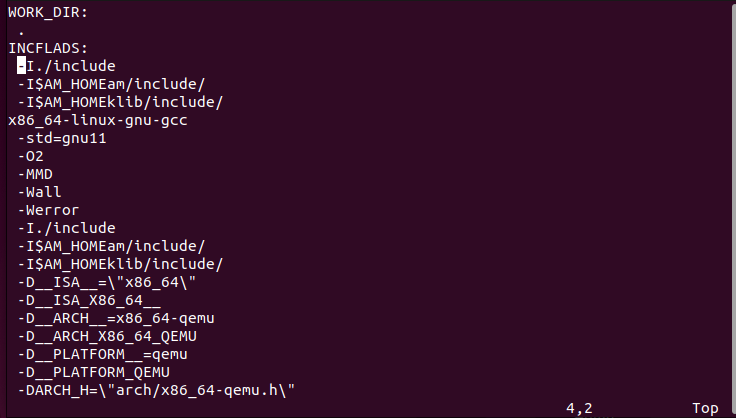 WORK_DIR:
.
INCFLADS:
-I./include
-I$AM_HOMEam/include/
-I$AM_HOMEklib/include/
x86_64-linux-gnu-gcc
-std=gnu11
-O2
-MMD
-Wall
-Werror
-I./include
-I$AM_HOMEam/include/
-I$AM_HOMEklib/include/
-D__ISA__=\"x86_64\"
-D__ISA_X86_64__
-D__ARCH__=x86_64-qemu
-D__ARCH_X86_64_QEMU
-D__PLATFORM__=qemu
-D__PLATFORM_QEMU
-DARCH_H=\"arch/x86_64-qemu.h\"
4,2 Top